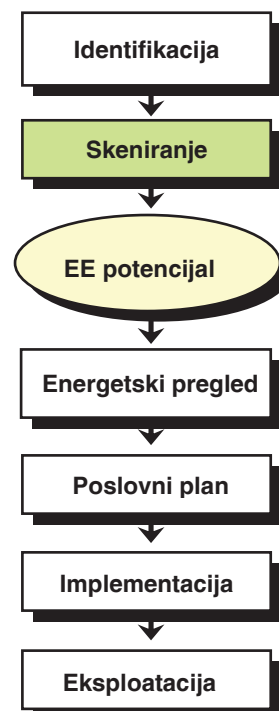 Identifikacija
Skeniranje
EE potencijal
Energetski pregled
Poslovni plan
Implementacija
Eksploatacija